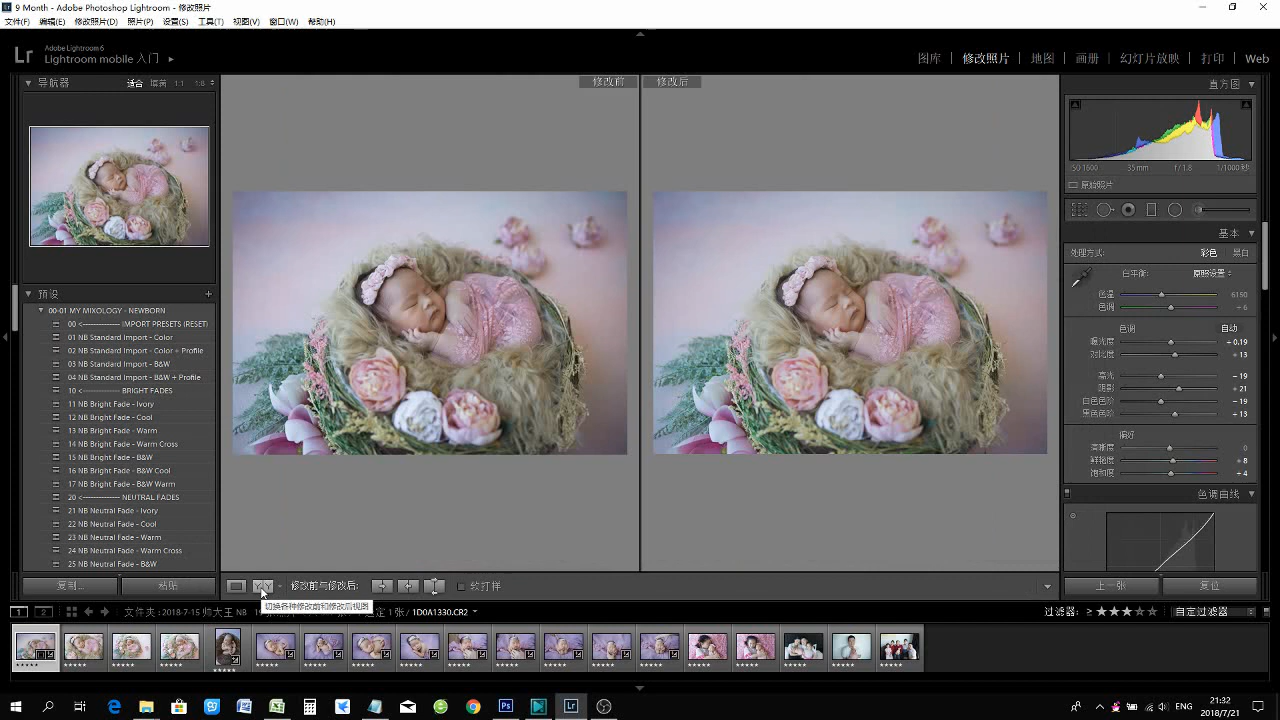 9 Month - Adobe Photoshop Lightroom - 修改照片
文件(F) 编辑(E) 修改照片(D) 照片(P) 设置(S) 工具(T) 视图(V) 窗口(W) 帮助(H)
Lr
Adobe Lightroom 6
Lightroom mobile 入门
图库 修改照片 地图 画册 幻灯片放映 打印 Web
导航器 适合 填满 1:1 1:8
修改前 修改后
直方图
ISO 1600 35 mm f / 1.8 1/1000 秒
原始照片
基本
处理方式: 彩色 黑白
白平衡: 原照设置
色温 6150
色调 + 6
色调 自动
曝光度 + 0.19
对比度 + 13
高光 - 19
阴影 + 21
白色色阶 - 19
黑色色阶 - 13
偏好
清晰度 0
鲜艳度 + 8
饱和度 + 4
色调曲线
预设
00-01 MY MIXOLOGY - NEWBORN
00 <-------------- IMPORT PRESETS (RESET)
01 NB Standard Import - Color
02 NB Standard Import - Color + Profile
03 NB Standard Import - B&W
04 NB Standard Import - B&W + Profile
10 <-------------- BRIGHT FADES
11 NB Bright Fade - Ivory
12 NB Bright Fade - Cool
13 NB Bright Fade - Warm
14 NB Bright Fade - Warm Cross
15 NB Bright Fade - B&W
16 NB Bright Fade - B&W Cool
17 NB Bright Fade - B&W Warm
20 <-------------- NEUTRAL FADES
21 NB Neutral Fade - Ivory
22 NB Neutral Fade - Cool
23 NB Neutral Fade - Warm
24 NB Neutral Fade - Warm Cross
25 NB Neutral Fade - B&W
复制... 粘贴
修改前与修改后: 软打样
上一张 复位
切换各种修改前和修改后视图
1 2 文件夹: 2018-7-15 帅大王 NB 1张/ 1D0A1330.CR2
过滤器: ≥ ★★★☆☆ 自定过滤器
Ps Lr
ENG
21:32
2018/7/21